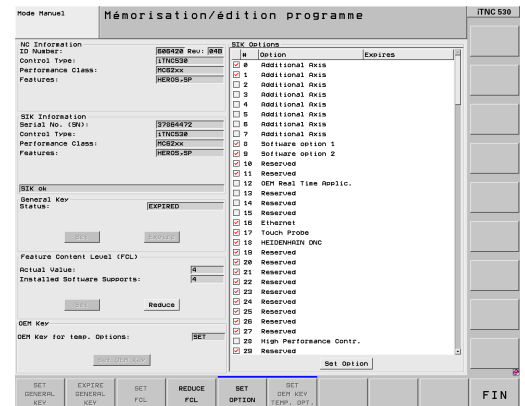 Mode Manuel
Mémorisation/édition programme
iTNC 530
NC Information
ID Number: 606420 Rev: 04B
Control Type: iTNC530
Performance Class: MC62xx
Features: HEROS,SP
SIK Information
Serial No. (SN): 37864472
Control Type: iTNC530
Performance Class: MC62xx
Features: HEROS,SP
SIK ok
General Key
Status: EXPIRED
Set Expire
Feature Content Level (FCL)
Actual Value: 4
Installed Software Supports: 4
Set Reduce
OEM Key
OEM Key for temp. Options: SET
Set OEM Key
SIK Options
# Option Expires
0 Additional Axis
1 Additional Axis
2 Additional Axis
3 Additional Axis
4 Additional Axis
5 Additional Axis
6 Additional Axis
7 Additional Axis
8 Software option 1
9 Software option 2
10 Reserved
11 Reserved
12 OEM Real Time Applic.
13 Reserved
14 Reserved
15 Reserved
16 Ethernet
17 Touch Probe
18 HEIDENHAIN DNC
19 Reserved
20 Reserved
21 Reserved
22 Reserved
23 Reserved
24 Reserved
25 Reserved
26 Reserved
27 Reserved
28 High Performance Contr.
29 Reserved
Set Option
SET GENERAL KEY
EXPIRE GENERAL KEY
SET FCL
REDUCE FCL
SET OPTION
SET OEM KEY TEMP. OPT.
FIN